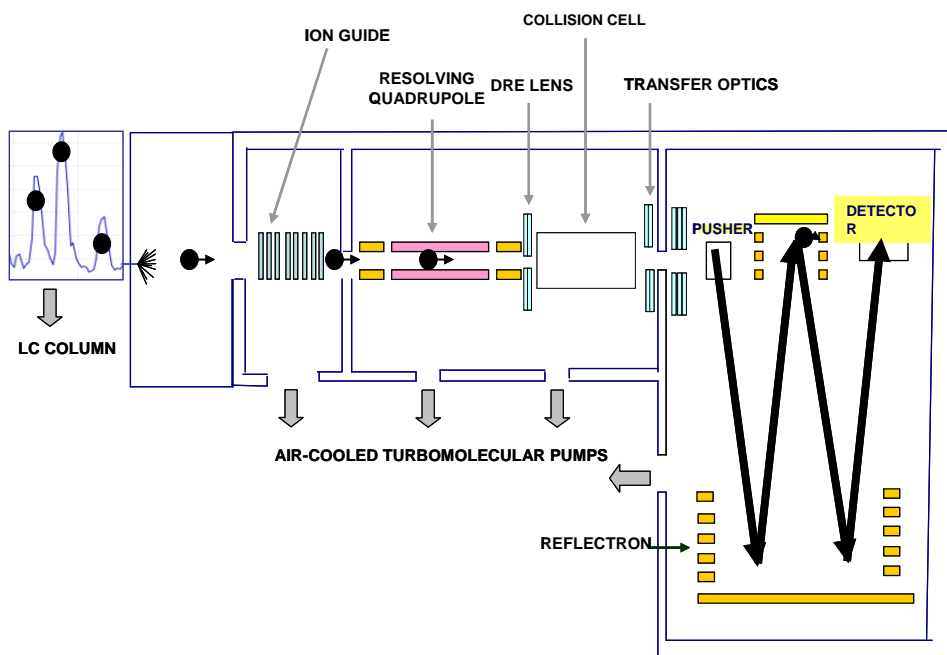 COLLISION CELL
ION GUIDE
RESOLVING
QUADRUPOLE
DRE LENS
TRANSFER OPTICS
PUSHER
DETECTO
R
LC COLUMN
AIR-COOLED TURBOMOLECULAR PUMPS
REFLECTRON